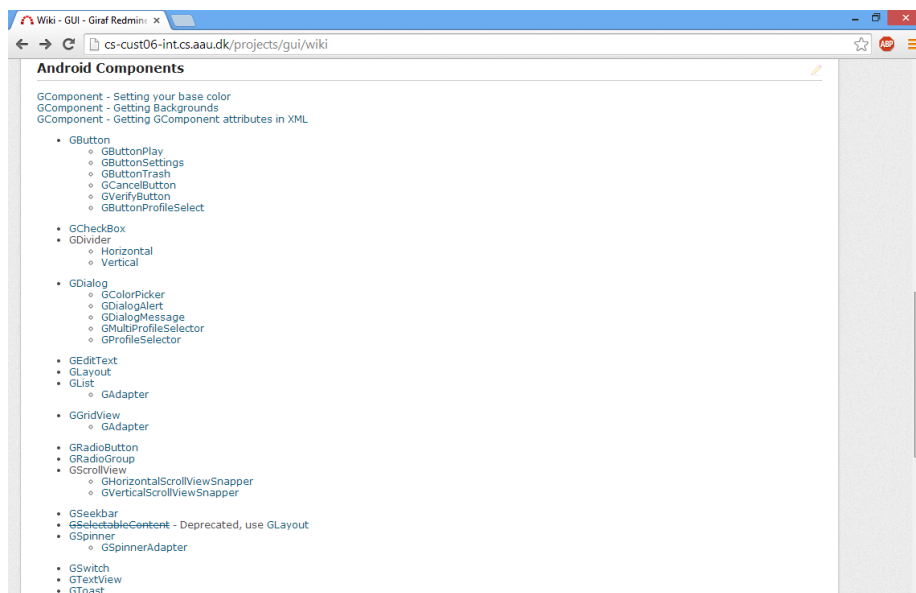 Wiki - GUI - Giraf Redmine
cs-cust06-int.cs.aau.dk/projects/gui/wiki
ABP
Android Components
GComponent - Setting your base color
GComponent - Getting Backgrounds
GComponent - Getting GComponent attributes in XML
GButton
GButtonPlay
GButtonSettings
GButtonTrash
GCancelButton
GVerifyButton
GButtonProfileSelect
GCheckBox
GDivider
Horizontal
Vertical
GDialog
GColorPicker
GDialogAlert
GDialogMessage
GMultiProfileSelector
GProfileSelector
GEditText
GLayout
GList
GAdapter
GGridView
GAdapter
GRadioButton
GRadioGroup
GScrollView
GHorizontalScrollViewSnapper
GVerticalScrollViewSnapper
GSeekbar
GSelectableContent - Deprecated, use GLayout
GSpinner
GSpinnerAdapter
GSwitch
GTextView
GToast